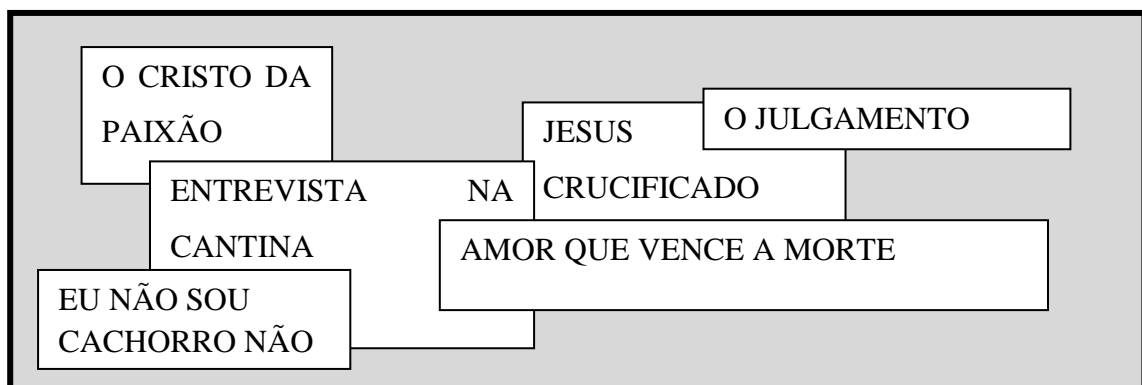 O CRISTO DA
PAIXÃO
JESUS
CRUCIFICADO
O JULGAMENTO
ENTREVISTA NA
CANTINA
AMOR QUE VENCE A MORTE
EU NÃO SOU
CACHORRO NÃO